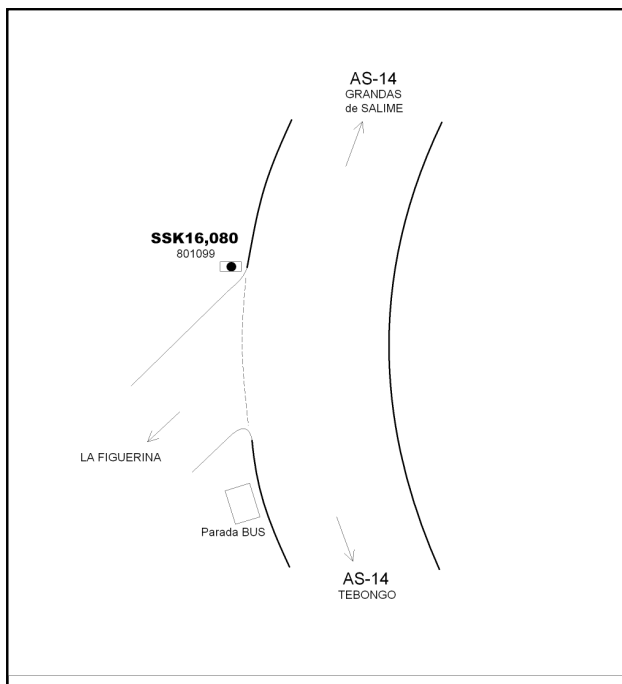 AS-14
GRANDAS
de SALIME
SSK16,080
801099
LA FIGUERINA
Parada BUS
AS-14
TEBONGO